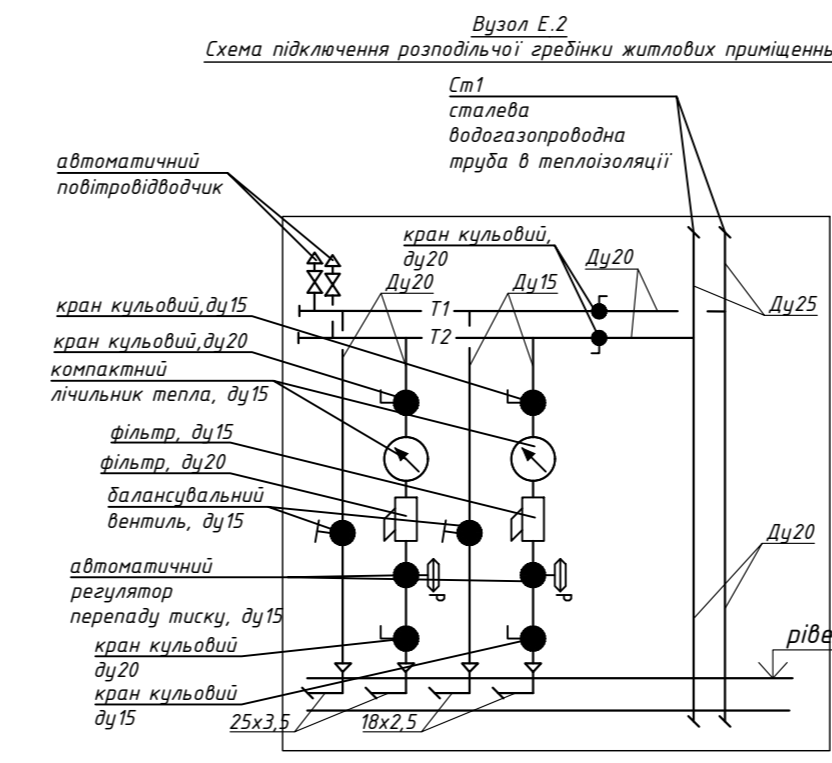 Вузол Е.2
Схема підключення розподільчої гребінки житлових приміщень
Ст1
сталева
водогазопроводна
труба в теплоізоляції
автоматичний
повітровідводчик
кран кульовий,
ду20
Ду20
Ду20
Ду15
Ду25
Т1
Т2
кран кульовий,ду15
кран кульовий,ду20
компактний
лічильник тепла, ду15
фільтр, ду15
фільтр, ду20
балансувальний
вентиль, ду15
Ду20
автоматичний
регулятор
перепаду тиску, ду15
P
P
кран кульовий
ду20
кран кульовий
ду15
25х3,5
18х2,5
ріве